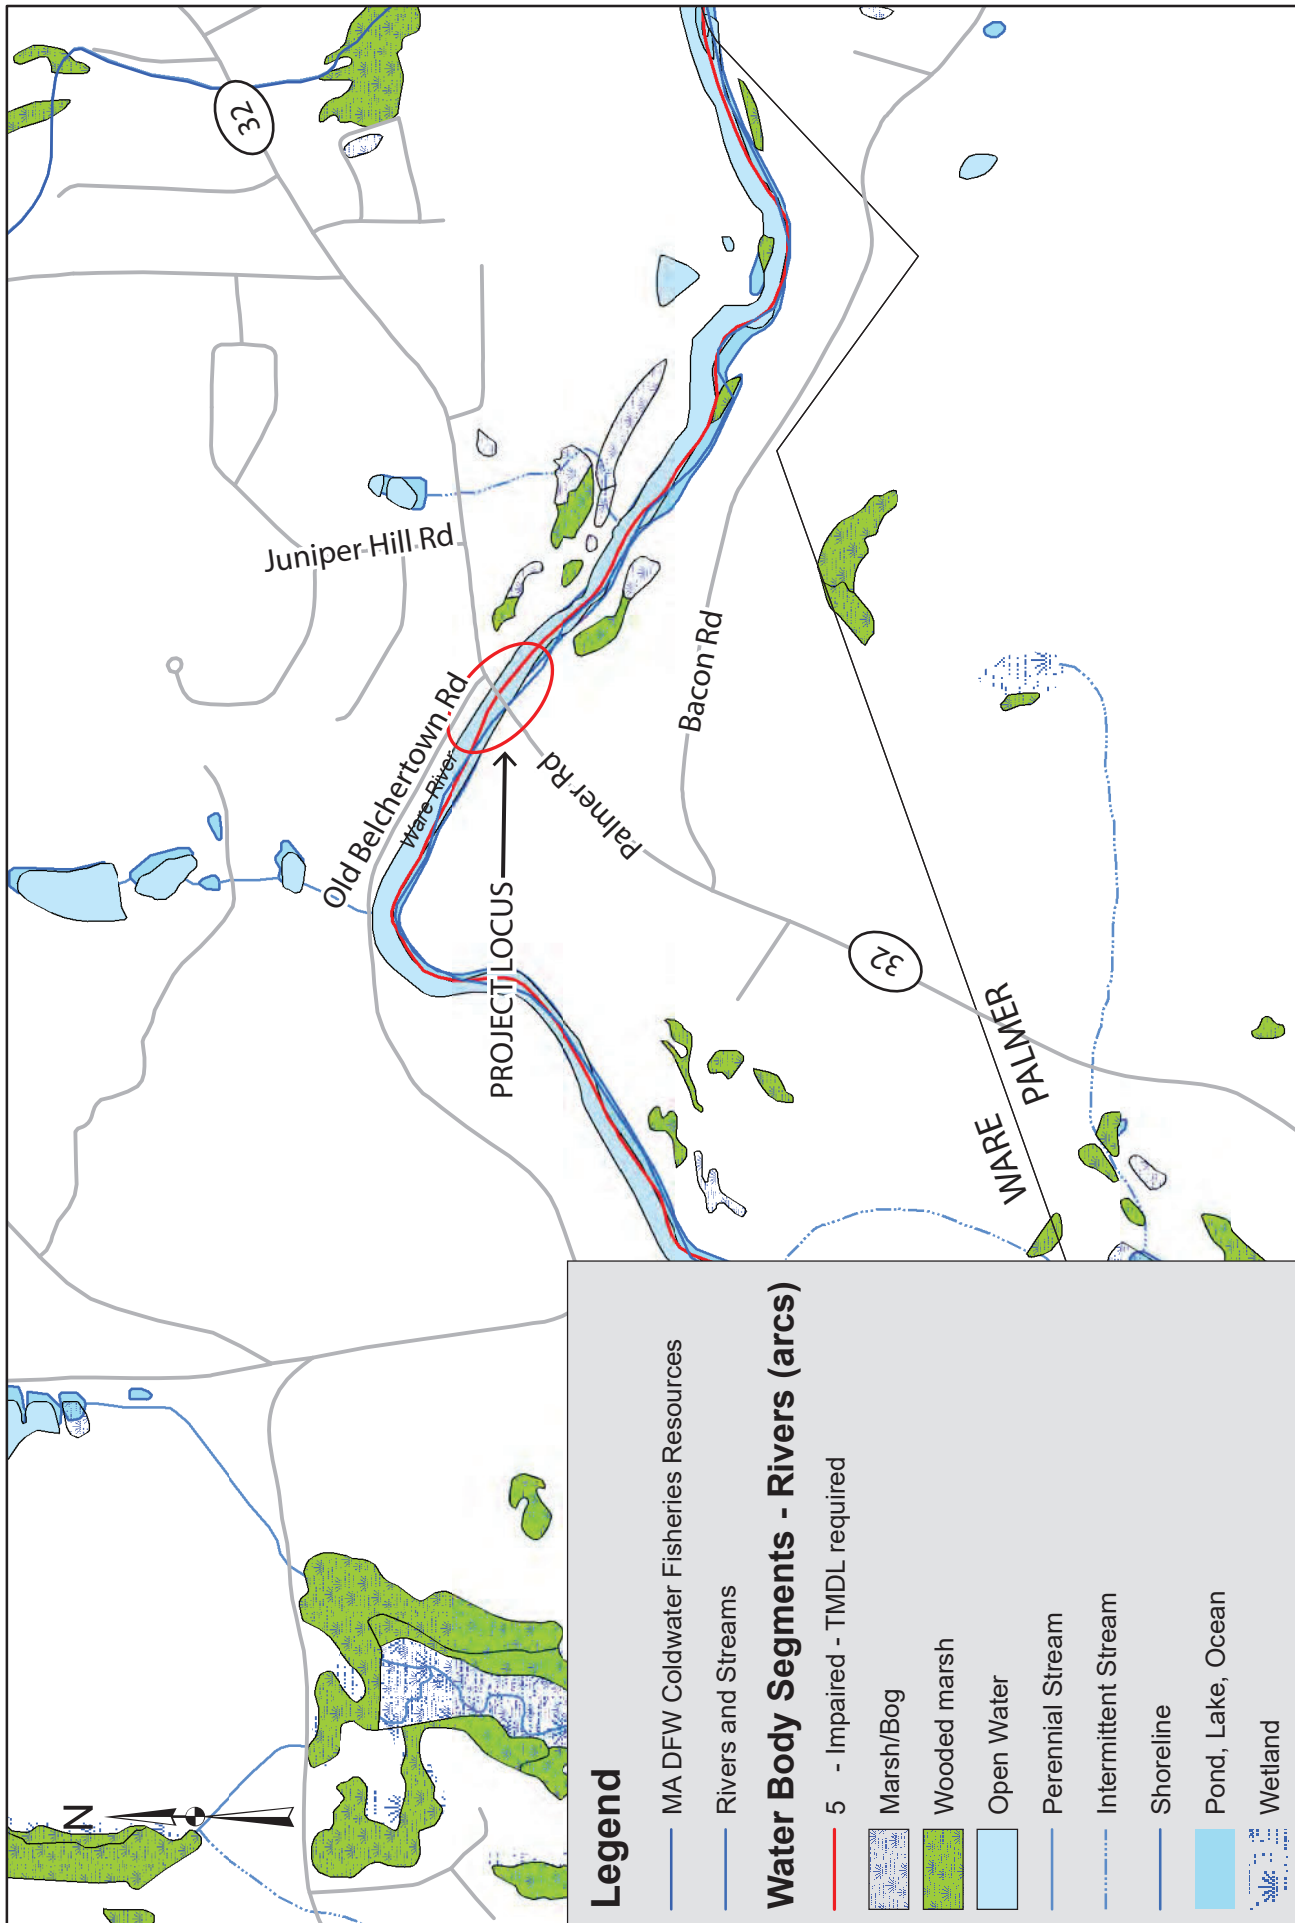 32
Juniper Hill Rd
Old Belchertown Rd
Ware River
PROJECT LOCUS
Palmer Rd
Bacon Rd
32
WARE
PALMER
N
Legend
MA DFW Coldwater Fisheries Resources
Rivers and Streams
Water Body Segments - Rivers (arcs)
5 - Impaired - TMDL required
Marsh/Bog
Wooded marsh
Open Water
Perennial Stream
Intermittent Stream
Shoreline
Pond, Lake, Ocean
Wetland